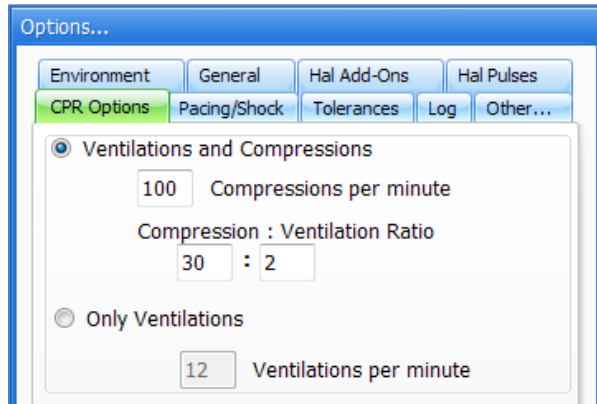 Options...
Environment General Hal Add-Ons Hal Pulses
CPR Options Pacing/Shock Tolerances Log Other...
Ventilations and Compressions
100 Compressions per minute
Compression : Ventilation Ratio
30 : 2
Only Ventilations
12 Ventilations per minute